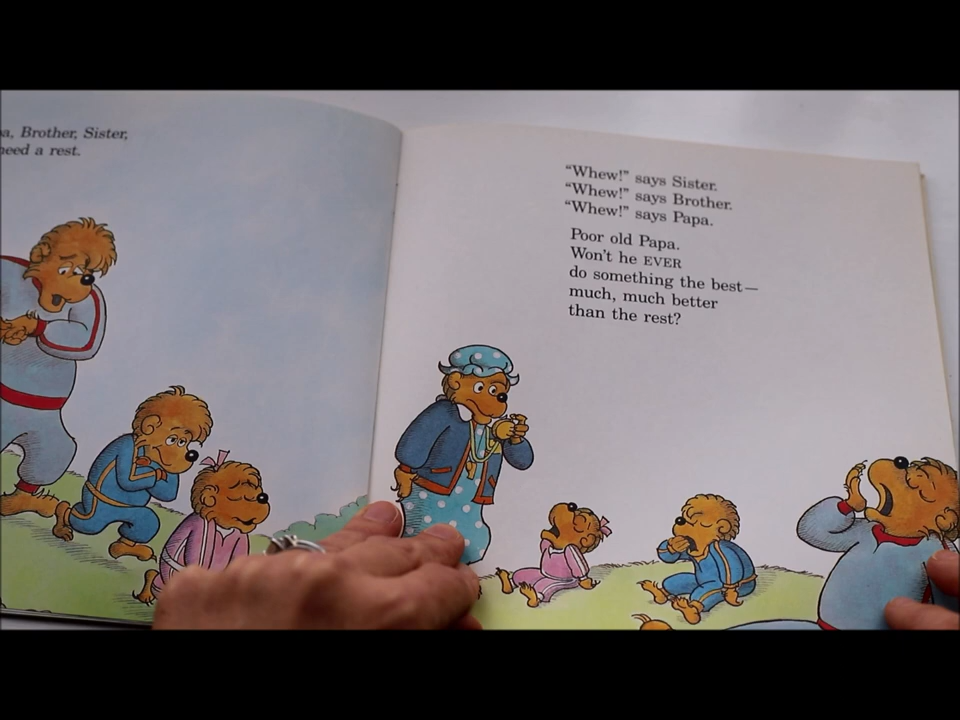 Brother, Sister,
need a rest.
“Whew!” says Sister.
“Whew!” says Brother.
“Whew!” says Papa.
Poor old Papa.
Won’t he EVER
do something the best—
much, much better
than the rest?